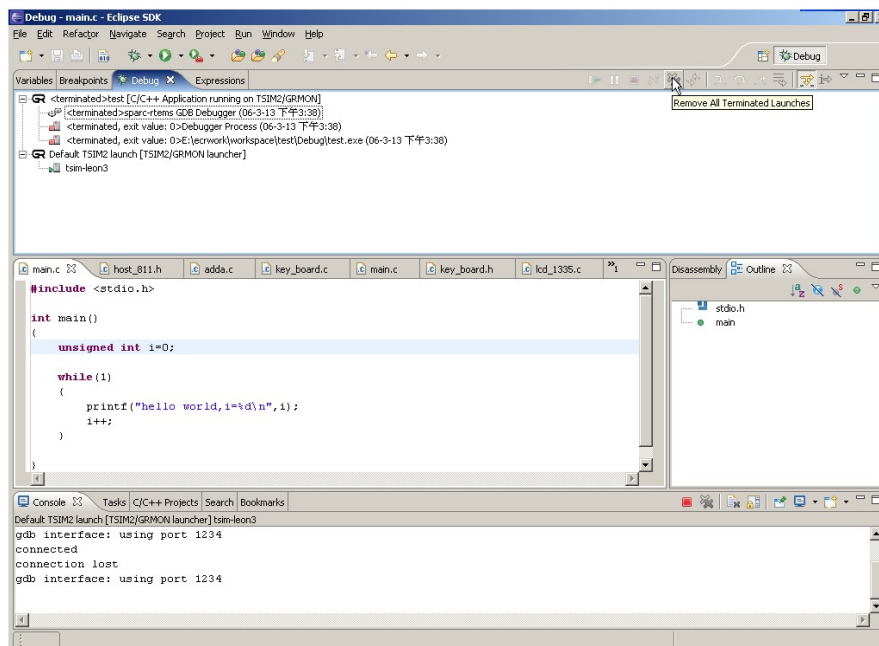 Debug - main.c - Eclipse SDK
File Edit Refactor Navigate Search Project Run Window Help
Debug
Variables Breakpoints Debug Expressions
<terminated>test [C/C++ Application running on TSIM2/GRMON]
Remove All Terminated Launches
<terminated>sparc-rtems GDB Debugger (06-3-13 下午3:38)
<terminated, exit value: 0>Debugger Process (06-3-13 下午3:38)
<terminated, exit value: 0>E:\ecrwork\workspace\test\Debug\test.exe (06-3-13 下午3:38)
Default TSIM2 launch [TSIM2/GRMON launcher]
tsim-leon3
main.c host_811.h adda.c key_board.c main.c key_board.h lcd_1335.c »1
Disassembly Outline
#include <stdio.h>
stdio.h
int main()
main
{
unsigned int i=0;
while(1)
{
printf("hello world,i=%d\n",i);
i++;
}
}
Console Tasks C/C++ Projects Search Bookmarks
Default TSIM2 launch [TSIM2/GRMON launcher] tsim-leon3
gdb interface: using port 1234
connected
connection lost
gdb interface: using port 1234